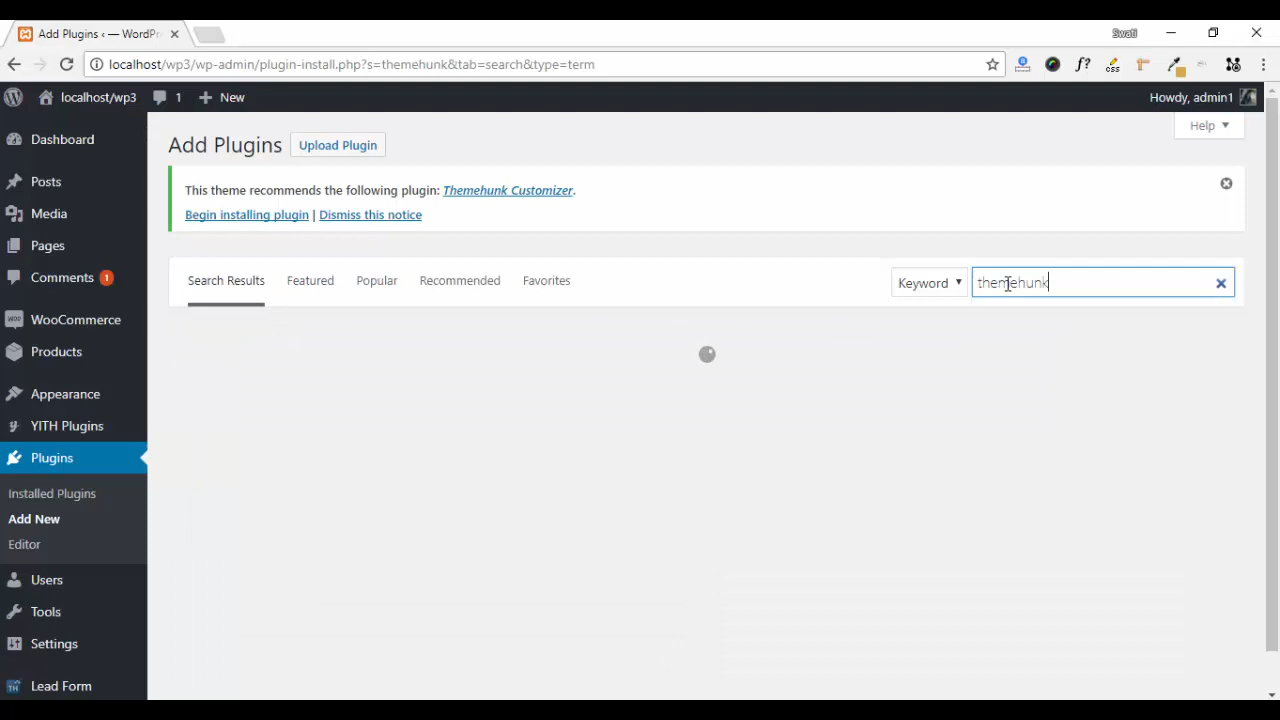 Add Plugins ‹ — WordPr
Swati
localhost/wp3/wp-admin/plugin-install.php?s=themehunk&tab=search&type=term
css
f?
localhost/wp3
1
New
Howdy, admin1
Dashboard
Posts
Media
Pages
Comments 1
WooCommerce
Products
Appearance
YITH Plugins
Plugins
Installed Plugins
Add New
Editor
Users
Tools
Settings
TH Lead Form
Help
Add Plugins
Upload Plugin
This theme recommends the following plugin: Themehunk Customizer.
Begin installing plugin | Dismiss this notice
Search Results
Featured
Popular
Recommended
Favorites
Keyword
themehunk